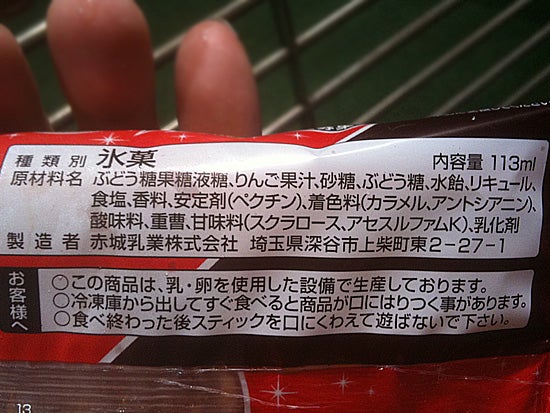 種類別 氷菓 内容量 113ml
原材料名 ぶどう糖果糖液糖、りんご果汁、砂糖、ぶどう糖、水飴、リキュール、
食塩、香料、安定剤(ペクチン)、着色料(カラメル、アントシアニン)、
酸味料、重曹、甘味料(スクラロース、アセスルファムK)、乳化剤
製造者 赤城乳業株式会社 埼玉県深谷市上柴町東2-27-1
お客様へ
○この商品は、乳・卵を使用した設備で生産しております。
○冷凍庫から出してすぐ食べると商品が口にはりつく事があります。
○食べ終わった後スティックを口にくわえて遊ばないで下さい。
13